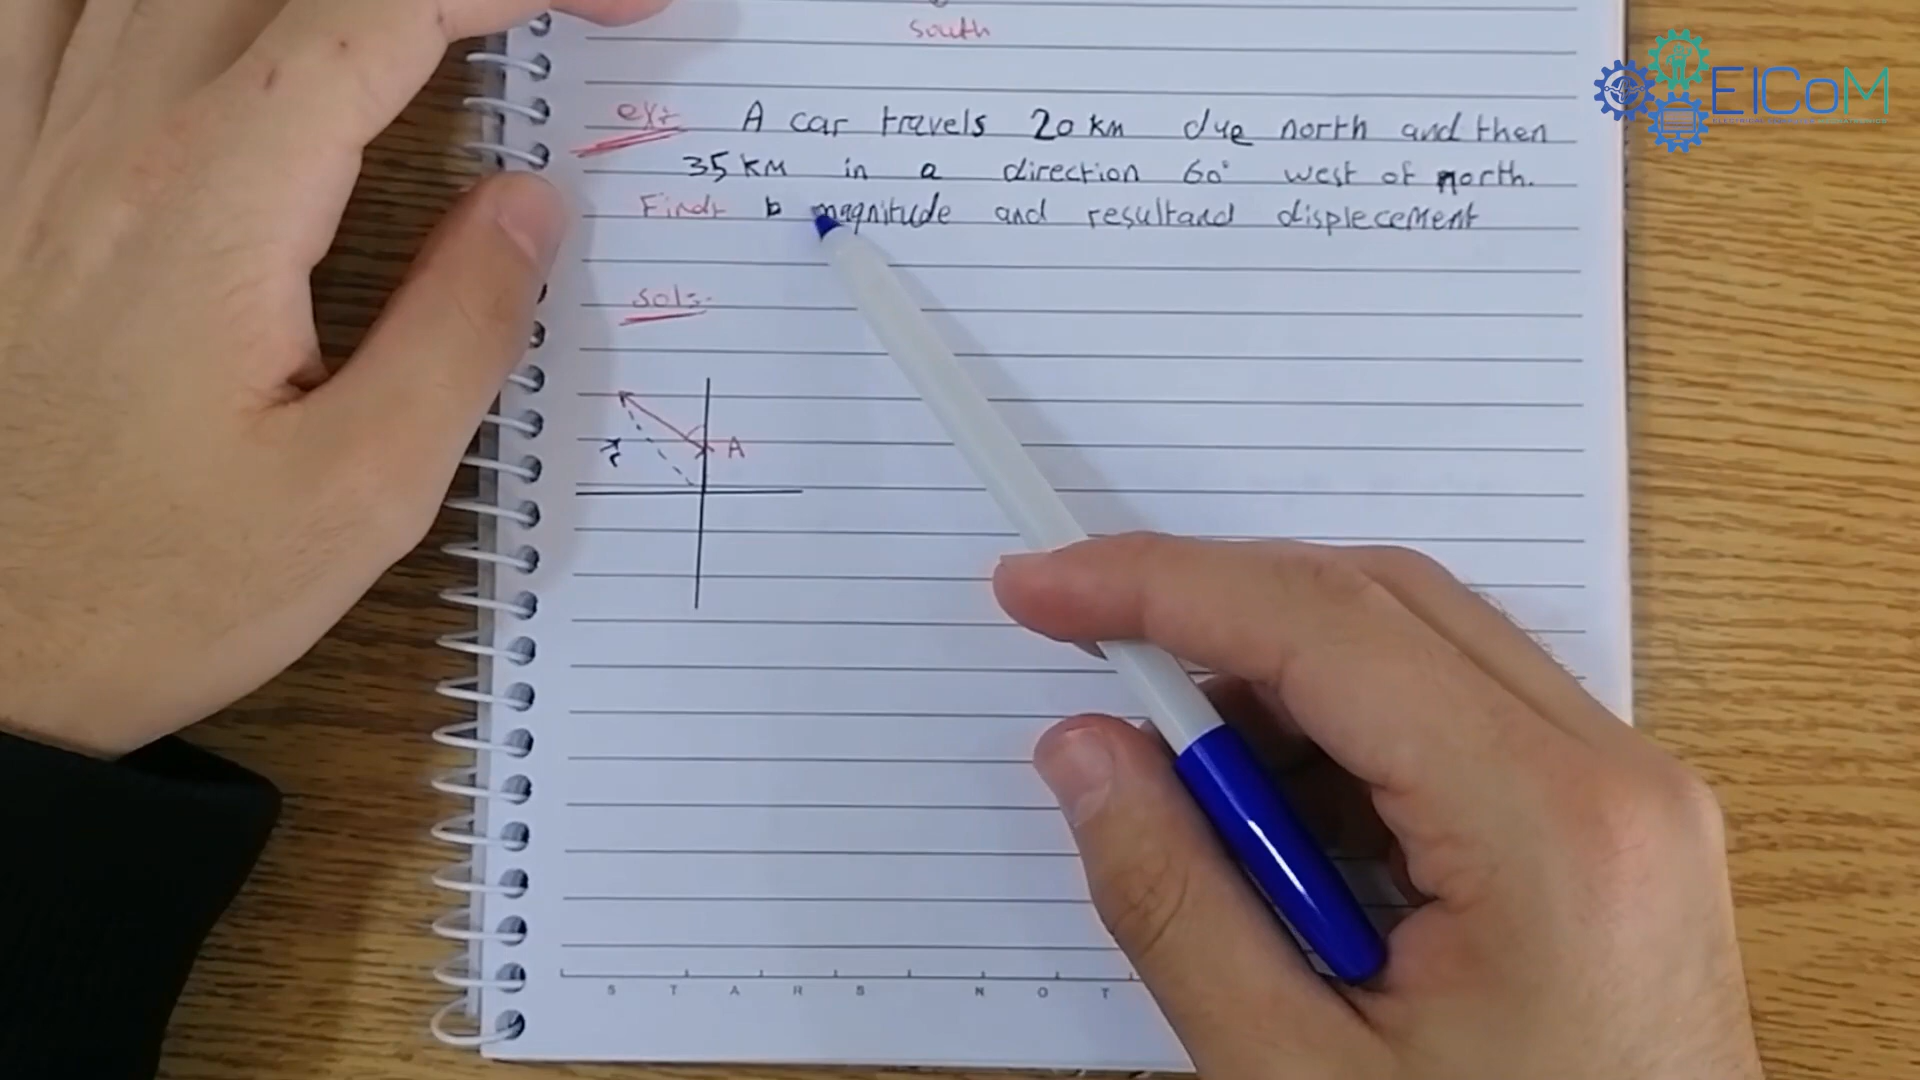 south
EICoM
ex:- A car travels 20 km due north and then
35 KM in a direction 60° west of north.
Find:- magnitude and resultand displecement
sol:-
A
r
S T A R S N O T